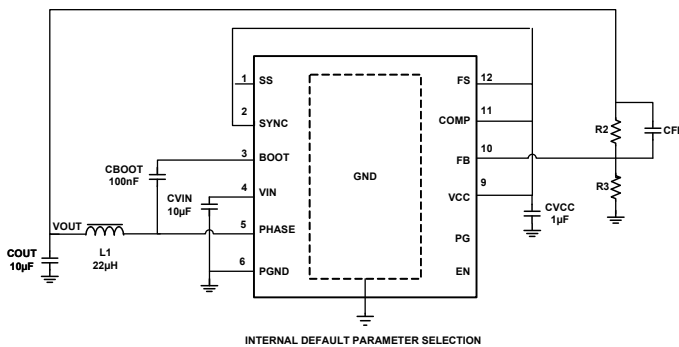 1 SS
2 SYNC
3 BOOT
4 VIN
5 PHASE
6 PGND
GND
FS 12
COMP 11
FB 10
VCC 9
PG
EN
CBOOT
100nF
CVIN
10µF
VOUT
L1
22µH
COUT
10µF
R2
R3
CVCC
1µF
INTERNAL DEFAULT PARAMETER SELECTION